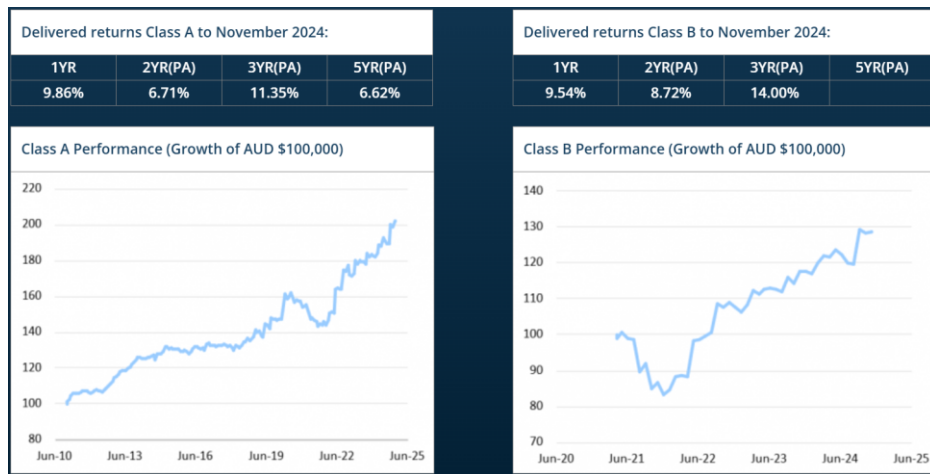 Delivered returns Class A to November 2024:
1YR 2YR(PA) 3YR(PA) 5YR(PA)
9.86% 6.71% 11.35% 6.62%
Class A Performance (Growth of AUD $100,000)
220
200
180
160
140
120
100
80
Jun-10 Jun-13 Jun-16 Jun-19 Jun-22 Jun-25
Delivered returns Class B to November 2024:
1YR 2YR(PA) 3YR(PA) 5YR(PA)
9.54% 8.72% 14.00%
Class B Performance (Growth of AUD $100,000)
140
130
120
110
100
90
80
70
Jun-20 Jun-21 Jun-22 Jun-23 Jun-24 Jun-25